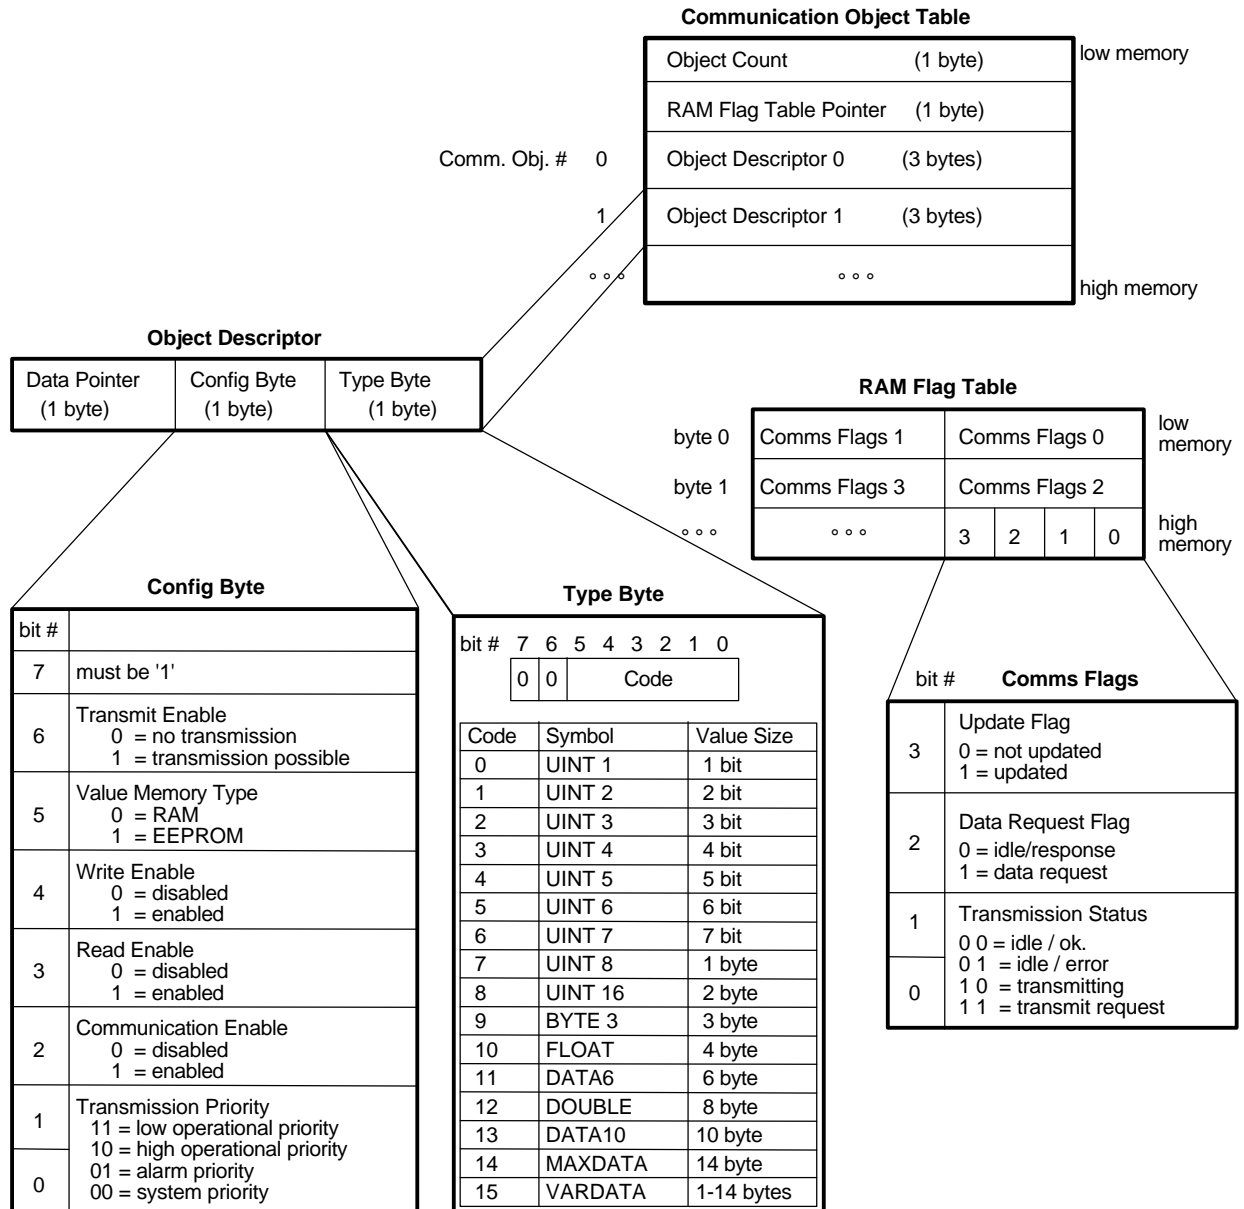 Communication Object Table
Object Count (1 byte) low memory
RAM Flag Table Pointer (1 byte)
Comm. Obj. # 0 Object Descriptor 0 (3 bytes)
1 Object Descriptor 1 (3 bytes)
° ° ° ° ° °
high memory
Object Descriptor
Data Pointer Config Byte Type Byte
(1 byte) (1 byte) (1 byte)
RAM Flag Table
byte 0 Comms Flags 1 Comms Flags 0 low
memory
byte 1 Comms Flags 3 Comms Flags 2
° ° ° ° ° ° 3 2 1 0 high
memory
Config Byte
bit #
7 must be '1'
6 Transmit Enable
0 = no transmission
1 = transmission possible
5 Value Memory Type
0 = RAM
1 = EEPROM
4 Write Enable
0 = disabled
1 = enabled
3 Read Enable
0 = disabled
1 = enabled
2 Communication Enable
0 = disabled
1 = enabled
1 Transmission Priority
11 = low operational priority
10 = high operational priority
0 01 = alarm priority
00 = system priority
Type Byte
bit # 7 6 5 4 3 2 1 0
0 0 Code
Code Symbol Value Size
0 UINT 1 1 bit
1 UINT 2 2 bit
2 UINT 3 3 bit
3 UINT 4 4 bit
4 UINT 5 5 bit
5 UINT 6 6 bit
6 UINT 7 7 bit
7 UINT 8 1 byte
8 UINT 16 2 byte
9 BYTE 3 3 byte
10 FLOAT 4 byte
11 DATA6 6 byte
12 DOUBLE 8 byte
13 DATA10 10 byte
14 MAXDATA 14 byte
15 VARDATA 1-14 bytes
bit # Comms Flags
3 Update Flag
0 = not updated
1 = updated
2 Data Request Flag
0 = idle/response
1 = data request
1 Transmission Status
0 0 = idle / ok.
0 1 = idle / error
0 1 0 = transmitting
1 1 = transmit request